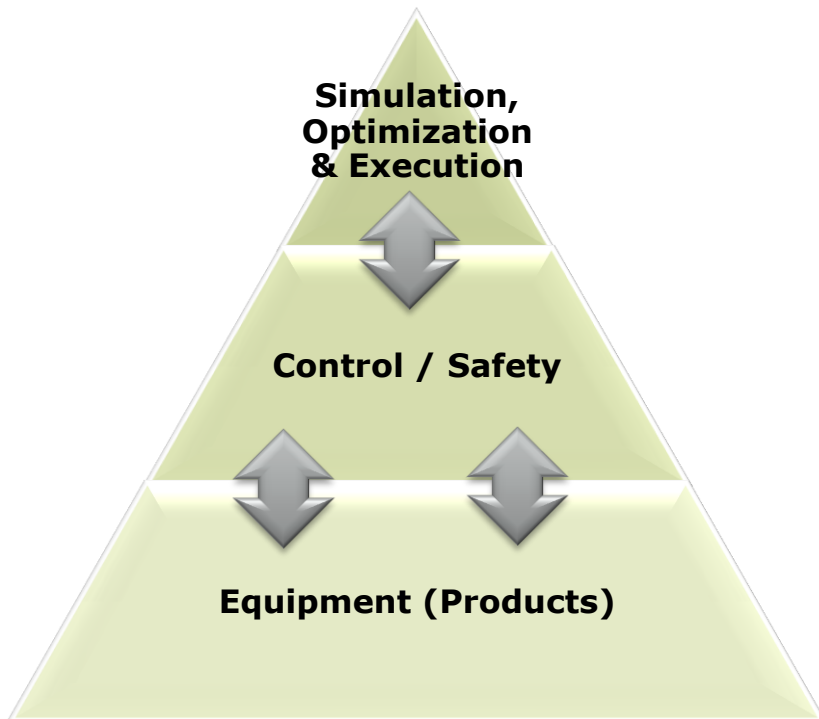 Simulation,
Optimization
& Execution
Control / Safety
Equipment (Products)